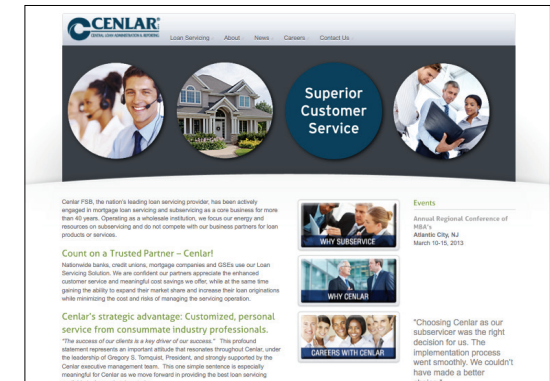 CENLAR FSB
CENTRAL LOAN ADMINISTRATION & REPORTING
Loan Servicing About News Careers Contact Us
Superior
Customer
Service
Cenlar FSB, the nation's leading loan servicing provider, has been actively
engaged in mortgage loan servicing and subservicing as a core business for more
than 40 years. Operating as a wholesale institution, we focus our energy and
resources on subservicing and do not compete with our business partners for loan
products or services.
Count on a Trusted Partner – Cenlar!
Nationwide banks, credit unions, mortgage companies and GSEs use our Loan
Servicing Solution. We are confident our partners appreciate the enhanced
customer service and meaningful cost savings we offer, while at the same time
gaining the ability to expand their market share and increase their loan originations
while minimizing the cost and risks of managing the servicing operation.
Cenlar's strategic advantage: Customized, personal
service from consummate industry professionals.
"The success of our clients is a key driver of our success." This profound
statement represents an important attitude that resonates throughout Cenlar, under
the leadership of Gregory S. Tornquist, President, and strongly supported by the
Cenlar executive management team. This one simple sentence is especially
meaningful for Cenlar as we move forward in providing the best loan servicing
WHY SUBSERVICE
WHY CENLAR
CAREERS WITH CENLAR
Events
Annual Regional Conference of
MBA's
Atlantic City, NJ
March 10-15, 2013
"Choosing Cenlar as our
subservicer was the right
decision for us. The
implementation process
went smoothly. We couldn't
have made a better